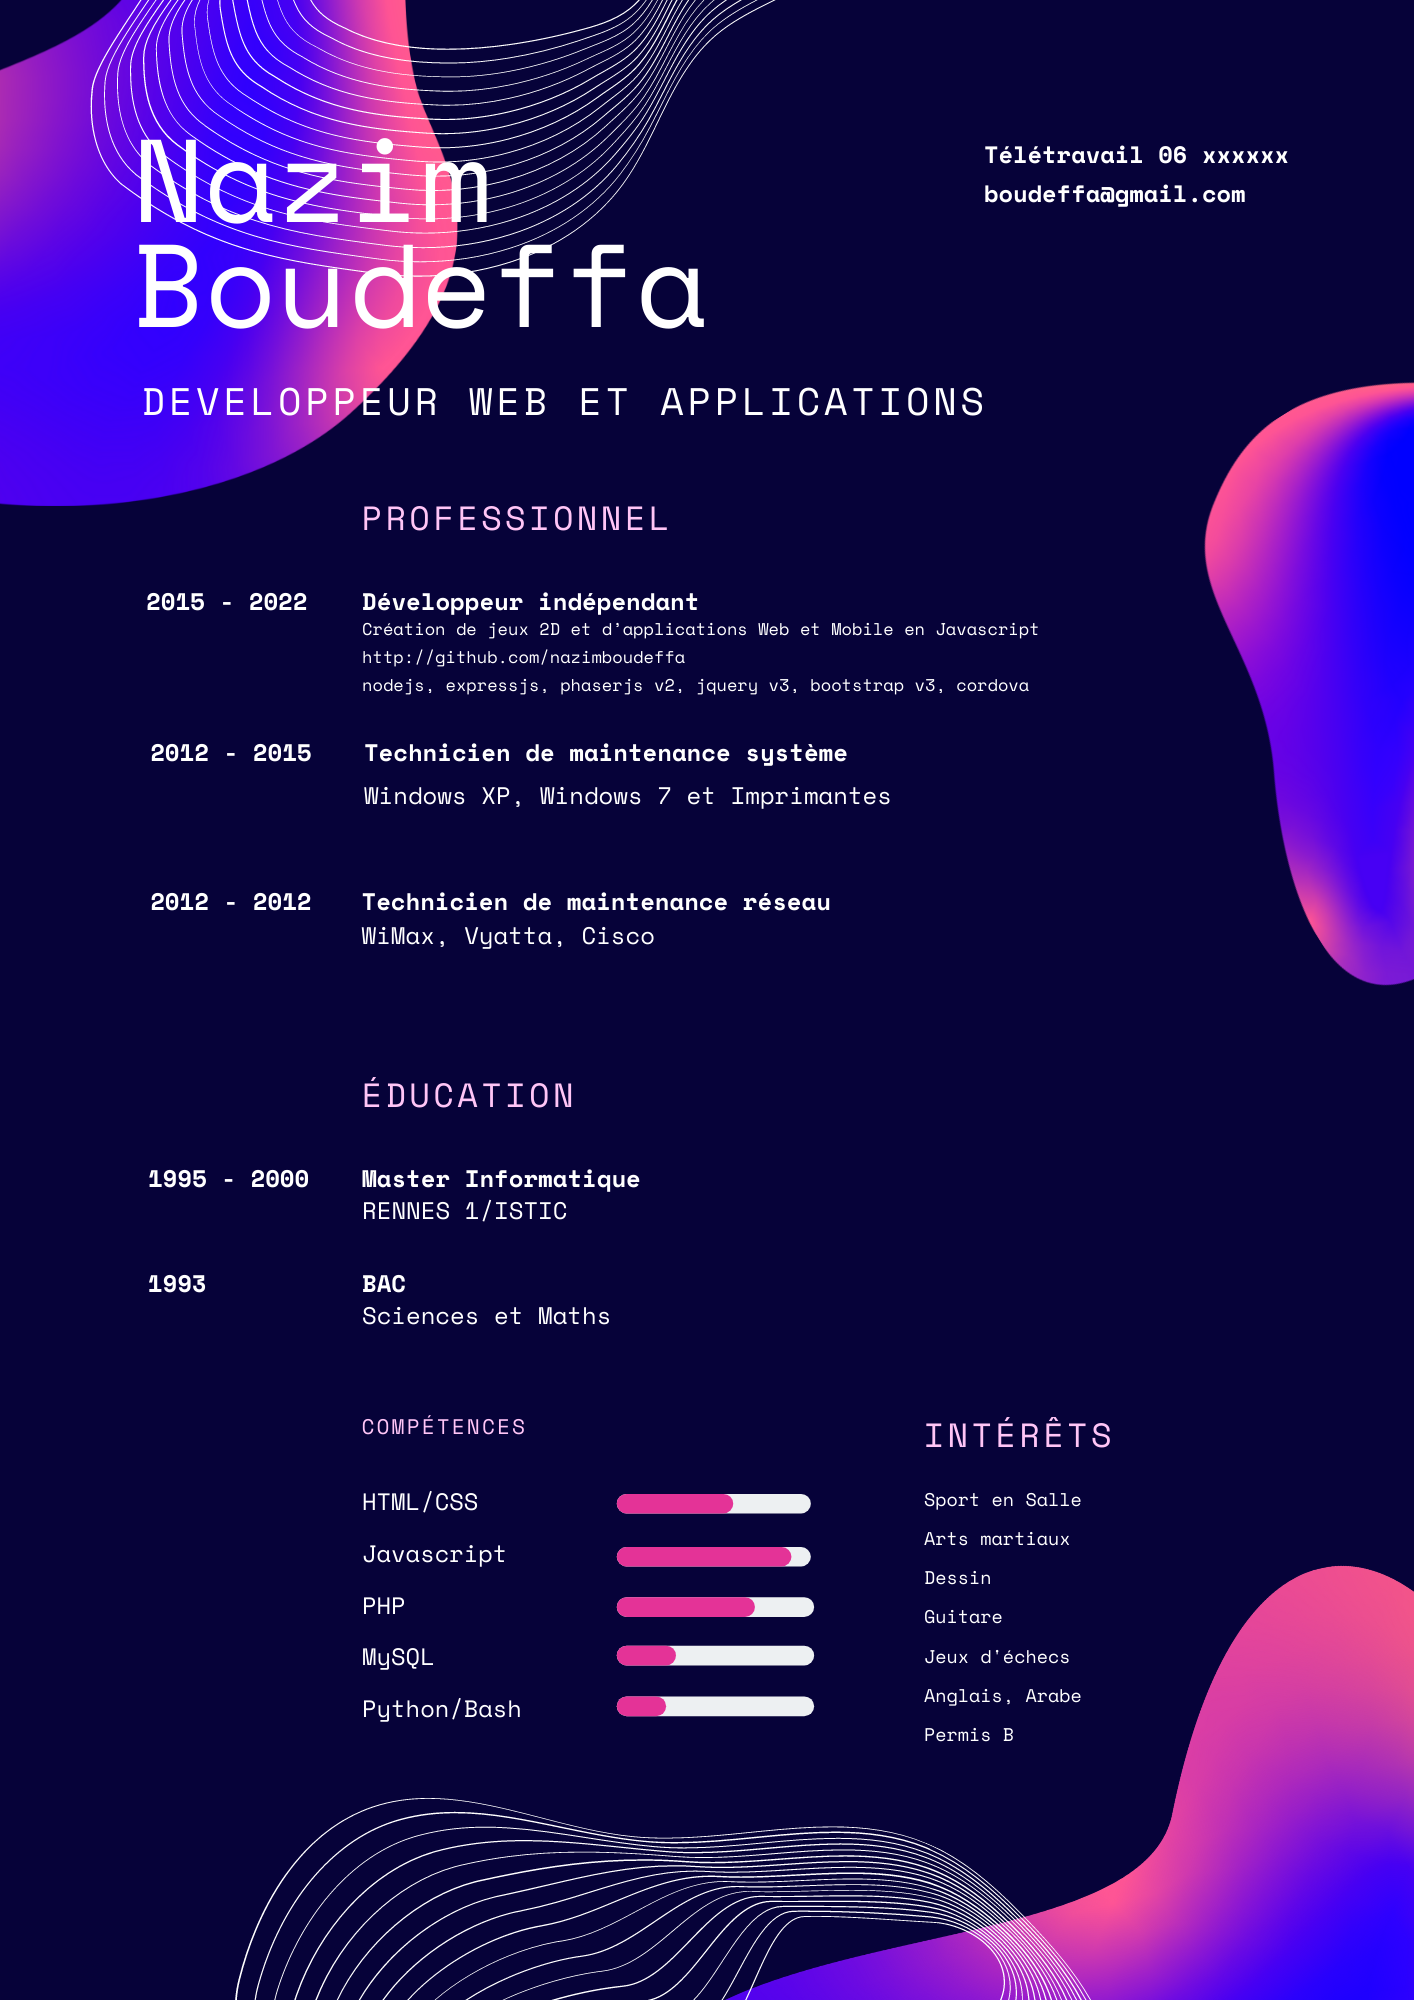 Nazim
Boudeffa
Télétravail 06 xxxxxx
boudeffa@gmail.com
DEVELOPPEUR WEB ET APPLICATIONS
PROFESSIONNEL
2015 - 2022 Développeur indépendant
Création de jeux 2D et d’applications Web et Mobile en Javascript
http://github.com/nazimboudeffa
nodejs, expressjs, phaserjs v2, jquery v3, bootstrap v3, cordova
2012 - 2015 Technicien de maintenance système
Windows XP, Windows 7 et Imprimantes
2012 - 2012 Technicien de maintenance réseau
WiMax, Vyatta, Cisco
ÉDUCATION
1995 - 2000 Master Informatique
RENNES 1/ISTIC
1993 BAC
Sciences et Maths
COMPÉTENCES
HTML/CSS
Javascript
PHP
MySQL
Python/Bash
INTÉRÊTS
Sport en Salle
Arts martiaux
Dessin
Guitare
Jeux d'échecs
Anglais, Arabe
Permis B